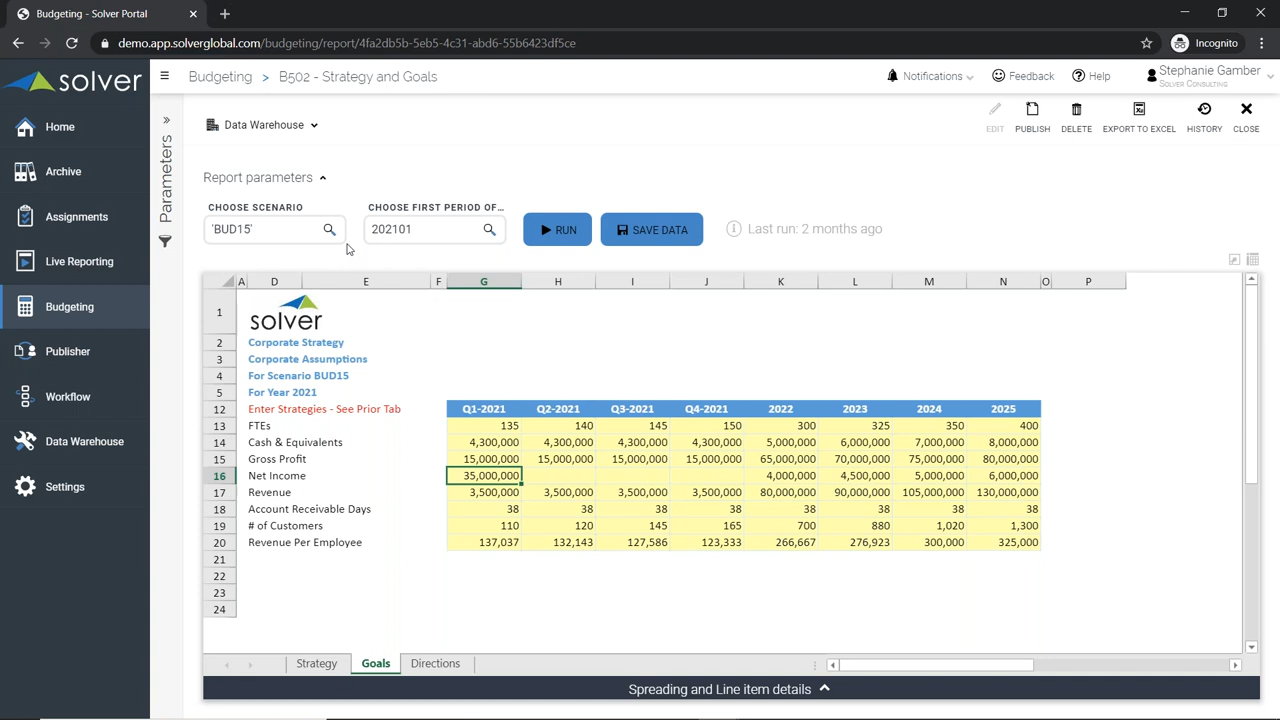 Budgeting - Solver Portal
demo.app.solverglobal.com/budgeting/report/4fa2db5b-5eb5-4c31-abd6-55b6423df5ce
Incognito
solver
Budgeting > B502 - Strategy and Goals
Notifications
Feedback
Help
Stephanie Gamber
SOLVER CONSULTING
Home
Archive
Assignments
Live Reporting
Budgeting
Publisher
Workflow
Data Warehouse
Settings
Parameters
Data Warehouse
EDIT PUBLISH DELETE EXPORT TO EXCEL HISTORY CLOSE
Report parameters
CHOOSE SCENARIO CHOOSE FIRST PERIOD OF...
'BUD15' 202101 RUN SAVE DATA Last run: 2 months ago
A D E F G H I J K L M N O P
1 solver
2 Corporate Strategy
3 Corporate Assumptions
4 For Scenario BUD15
5 For Year 2021
12 Enter Strategies - See Prior Tab Q1-2021 Q2-2021 Q3-2021 Q4-2021 2022 2023 2024 2025
13 FTEs 135 140 145 150 300 325 350 400
14 Cash & Equivalents 4,300,000 4,300,000 4,300,000 4,300,000 5,000,000 6,000,000 7,000,000 8,000,000
15 Gross Profit 15,000,000 15,000,000 15,000,000 15,000,000 65,000,000 70,000,000 75,000,000 80,000,000
16 Net Income 35,000,000 4,000,000 4,500,000 5,000,000 6,000,000
17 Revenue 3,500,000 3,500,000 3,500,000 3,500,000 80,000,000 90,000,000 105,000,000 130,000,000
18 Account Receivable Days 38 38 38 38 38 38 38 38
19 # of Customers 110 120 145 165 700 880 1,020 1,300
20 Revenue Per Employee 137,037 132,143 127,586 123,333 266,667 276,923 300,000 325,000
21
22
23
24
Strategy Goals Directions
Spreading and Line item details